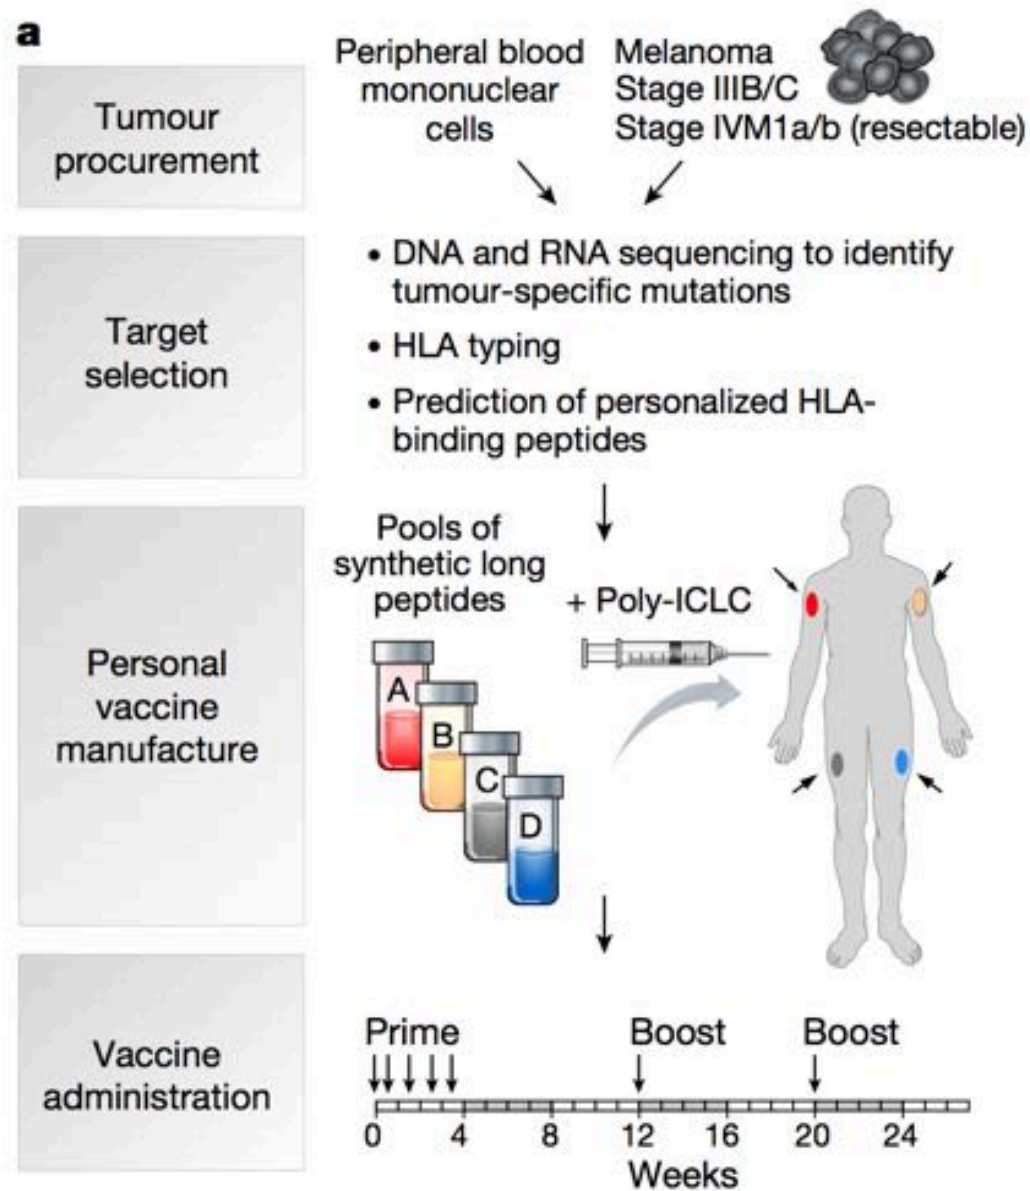 a
Tumour
procurement
Peripheral blood
mononuclear
cells
Melanoma
Stage IIIB/C
Stage IVM1a/b (resectable)
Target
selection
• DNA and RNA sequencing to identify
tumour-specific mutations
• HLA typing
• Prediction of personalized HLA-
binding peptides
Personal
vaccine
manufacture
Pools of
synthetic long
peptides
+ Poly-ICLC
A
B
C
D
Vaccine
administration
Prime
Boost
Boost
0 4 8 12 16 20 24
Weeks